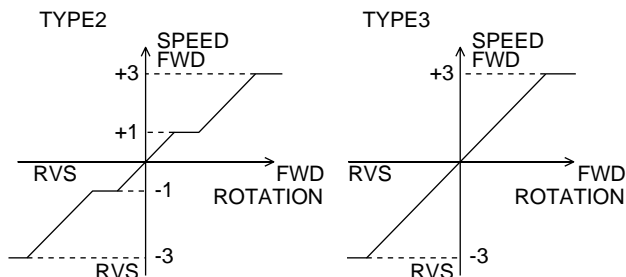 TYPE2
SPEED
FWD
+3
+1
RVS
FWD
ROTATION
-1
-3
RVS
TYPE3
SPEED
FWD
+3
RVS
FWD
ROTATION
-3
RVS